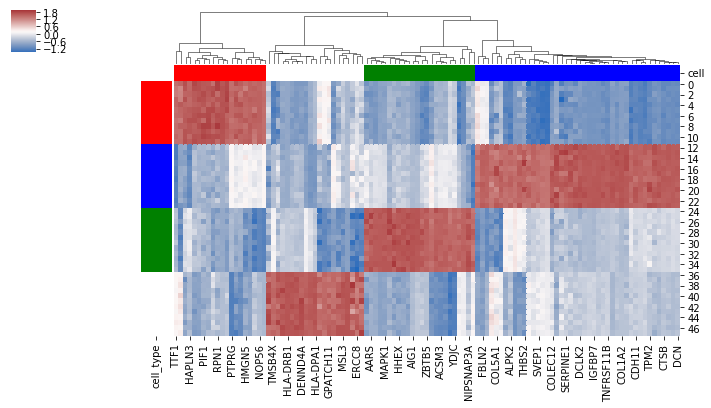 1.8
1.2
0.6
0.0
−0.6
−1.2
cell
0
2
4
6
8
10
12
14
16
18
20
22
24
26
28
30
32
34
36
38
40
42
44
46
cell_type
TTF1
HAPLN3
PIF1
RPN1
PTPRG
HMGN5
NOP56
TMSB4X
HLA-DRB1
DENND4A
HLA-DPA1
GPATCH11
MSL3
ERCC8
AARS
MAPK1
HHEX
AIG1
ZBTB5
ACSM3
YDJC
NIPSNAP3A
FBLN2
COL5A1
ALPK2
THBS2
SVEP1
COLEC12
SERPINE1
DCLK2
IGFBP7
TNFRSF11B
COL1A2
CDH11
TPM2
CTSB
DCN